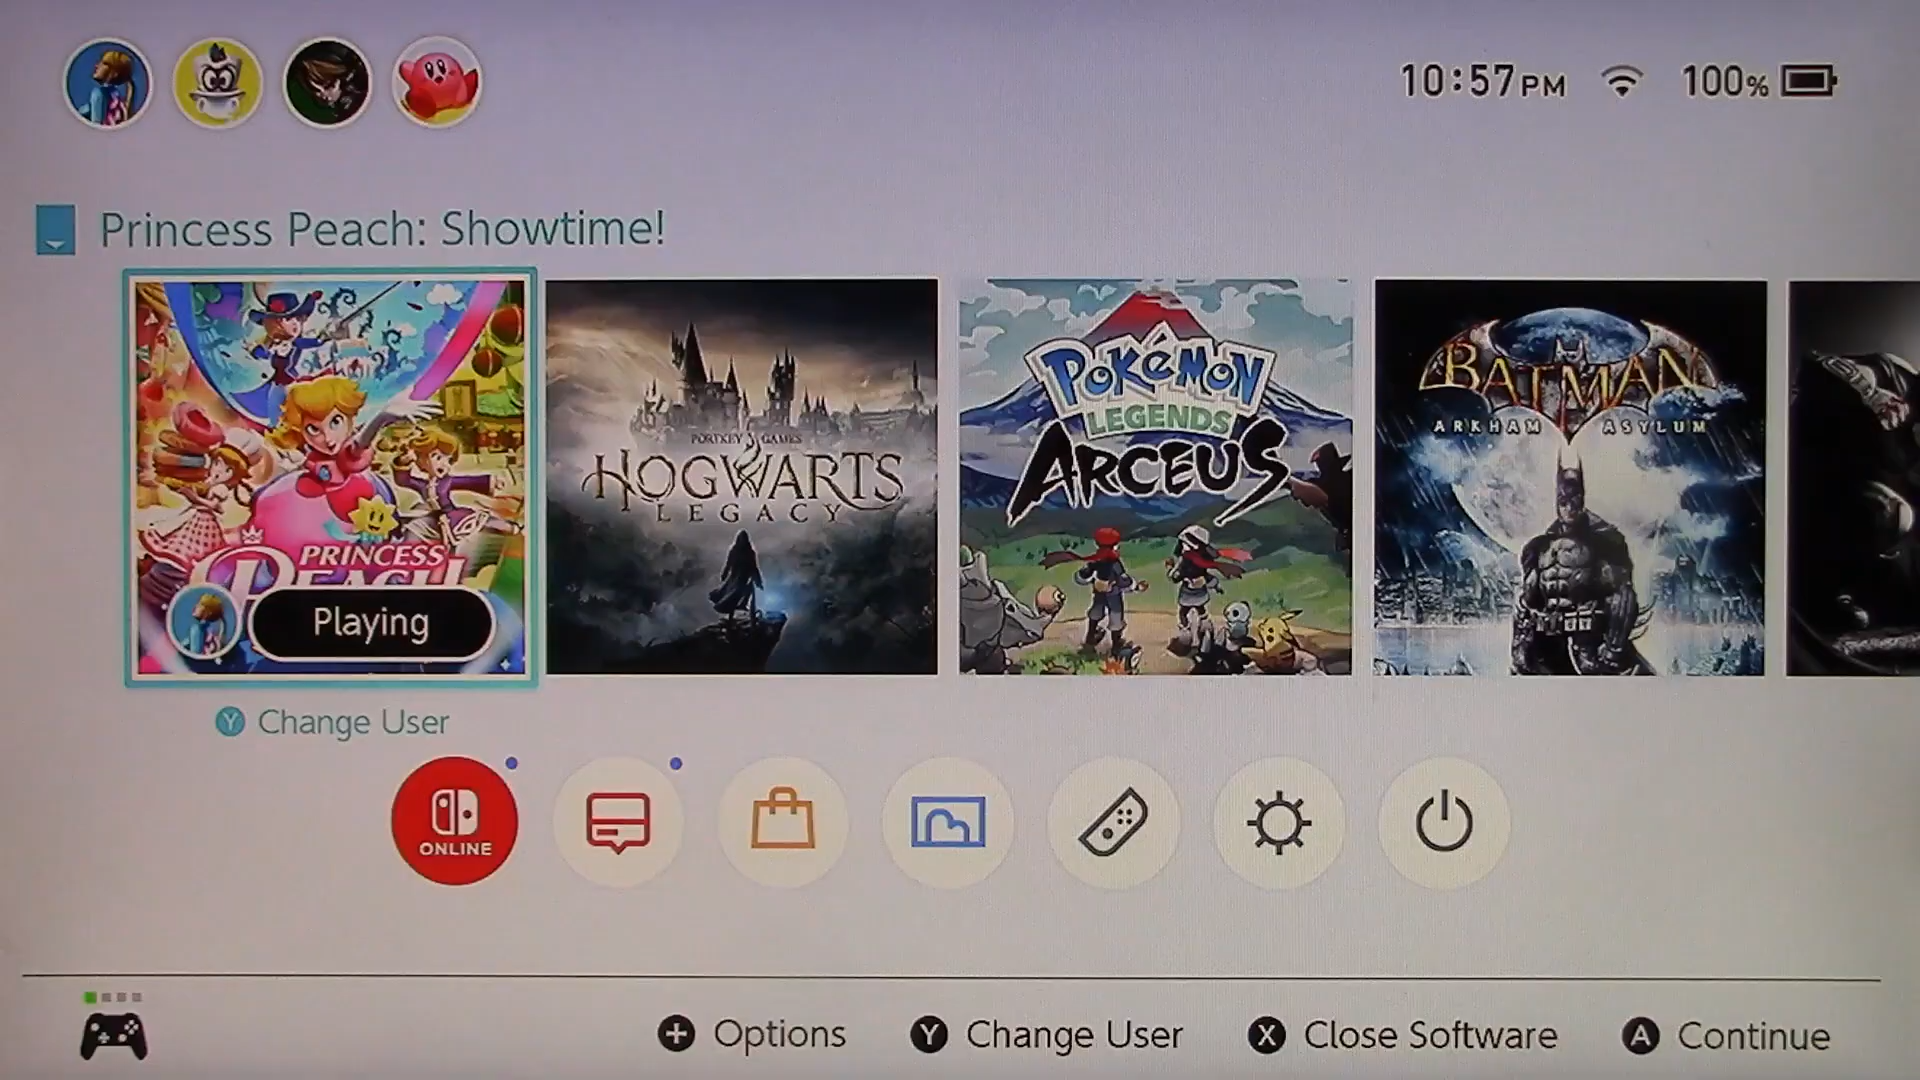 10:57PM 100%
Princess Peach: Showtime!
PRINCESS
PEACH
Playing
PORTKEY GAMES
HOGWARTS
LEGACY
POKéMON
LEGENDS
ARCEUS
BATMAN
ARKHAM ASYLUM
Y Change User
ONLINE
+ Options Y Change User X Close Software A Continue